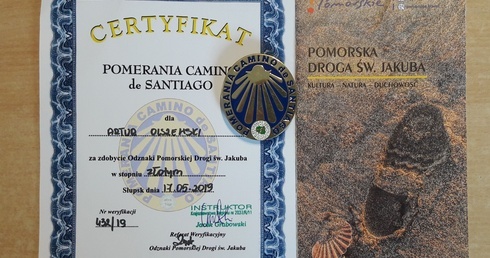 CERTYFIKAT
POMERANIA CAMINO
de SANTIAGO
dla
ARTUR OLSZEWSKI
za zdobycie Odznaki Pomorskiej Drogi św. Jakuba
w stopniu złotym
Słupsk dnia 17.05.2019
Nr weryfikacji
432/19
INSTRUKTOR
Jacek Grabowski
Referat Weryfikacyjny
Odznaki Pomorskiej Drogi św. Jakuba
POMERANIA CAMINO de SANTIAGO
Pomorskie
POMORSKA
DROGA ŚW. JAKUBA
KULTURA – NATURA – DUCHOWOŚĆ